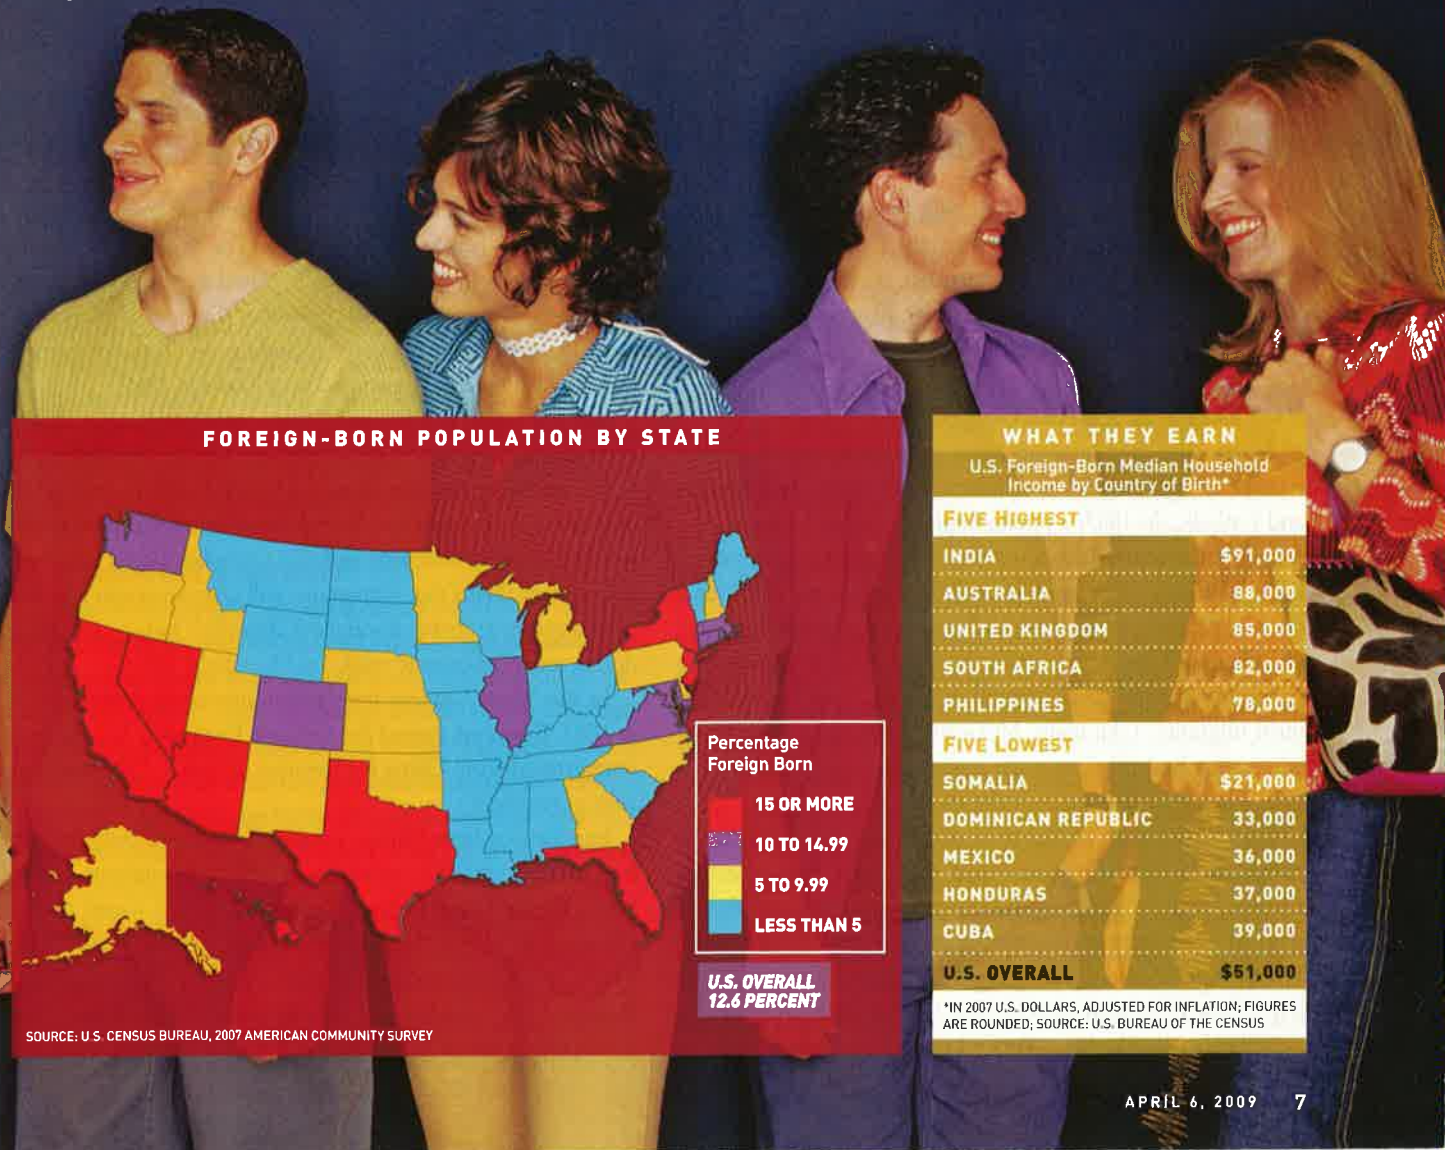 FOREIGN-BORN POPULATION BY STATE
Percentage
Foreign Born
15 OR MORE
10 TO 14.99
5 TO 9.99
LESS THAN 5
U.S. OVERALL
12.6 PERCENT
SOURCE: U.S. CENSUS BUREAU, 2007 AMERICAN COMMUNITY SURVEY
WHAT THEY EARN
U.S. Foreign-Born Median Household
Income by Country of Birth*
FIVE HIGHEST
INDIA $91,000
AUSTRALIA 88,000
UNITED KINGDOM 85,000
SOUTH AFRICA 82,000
PHILIPPINES 78,000
FIVE LOWEST
SOMALIA $21,000
DOMINICAN REPUBLIC 33,000
MEXICO 36,000
HONDURAS 37,000
CUBA 39,000
U.S. OVERALL $51,000
*IN 2007 U.S. DOLLARS, ADJUSTED FOR INFLATION; FIGURES
ARE ROUNDED; SOURCE: U.S. BUREAU OF THE CENSUS
APRIL 6, 2009 7